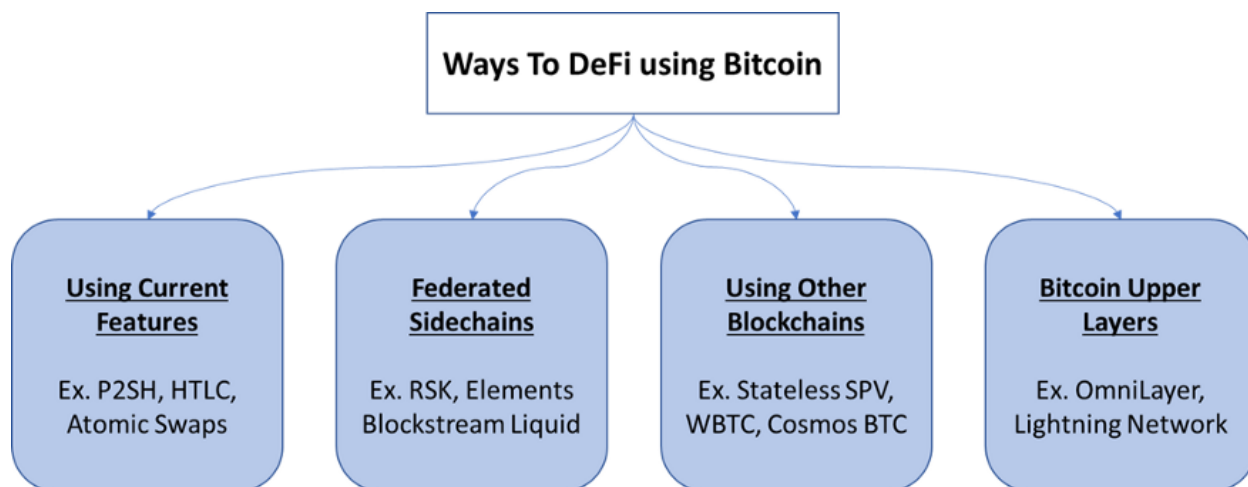 Ways To DeFi using Bitcoin
Using Current
Features
Ex. P2SH, HTLC,
Atomic Swaps
Federated
Sidechains
Ex. RSK, Elements
Blockstream Liquid
Using Other
Blockchains
Ex. Stateless SPV,
WBTC, Cosmos BTC
Bitcoin Upper
Layers
Ex. OmniLayer,
Lightning Network